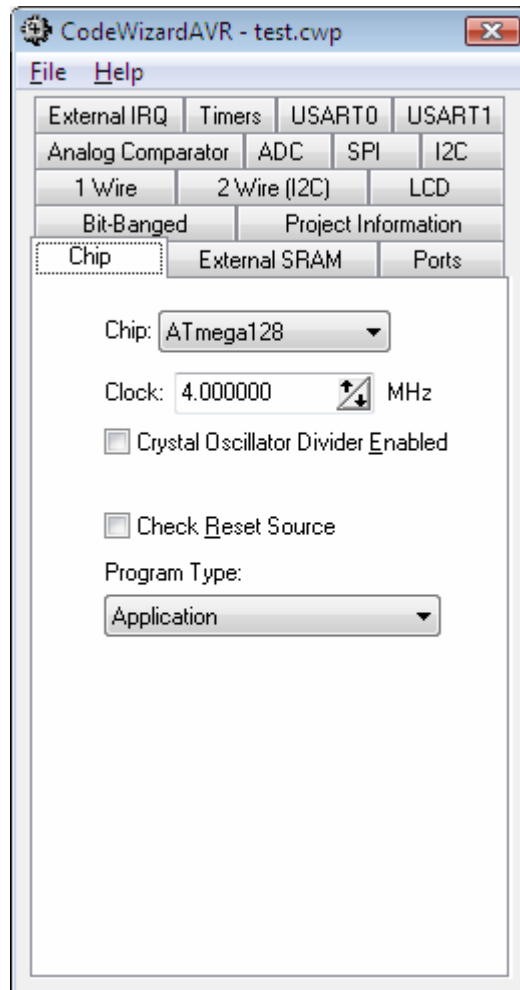 CodeWizardAVR - test.cwp
File Help
External IRQ Timers USART0 USART1
Analog Comparator ADC SPI I2C
1 Wire 2 Wire (I2C) LCD
Bit-Banged Project Information
Chip External SRAM Ports
Chip: ATmega128
Clock: 4.000000 MHz
Crystal Oscillator Divider Enabled
Check Reset Source
Program Type:
Application